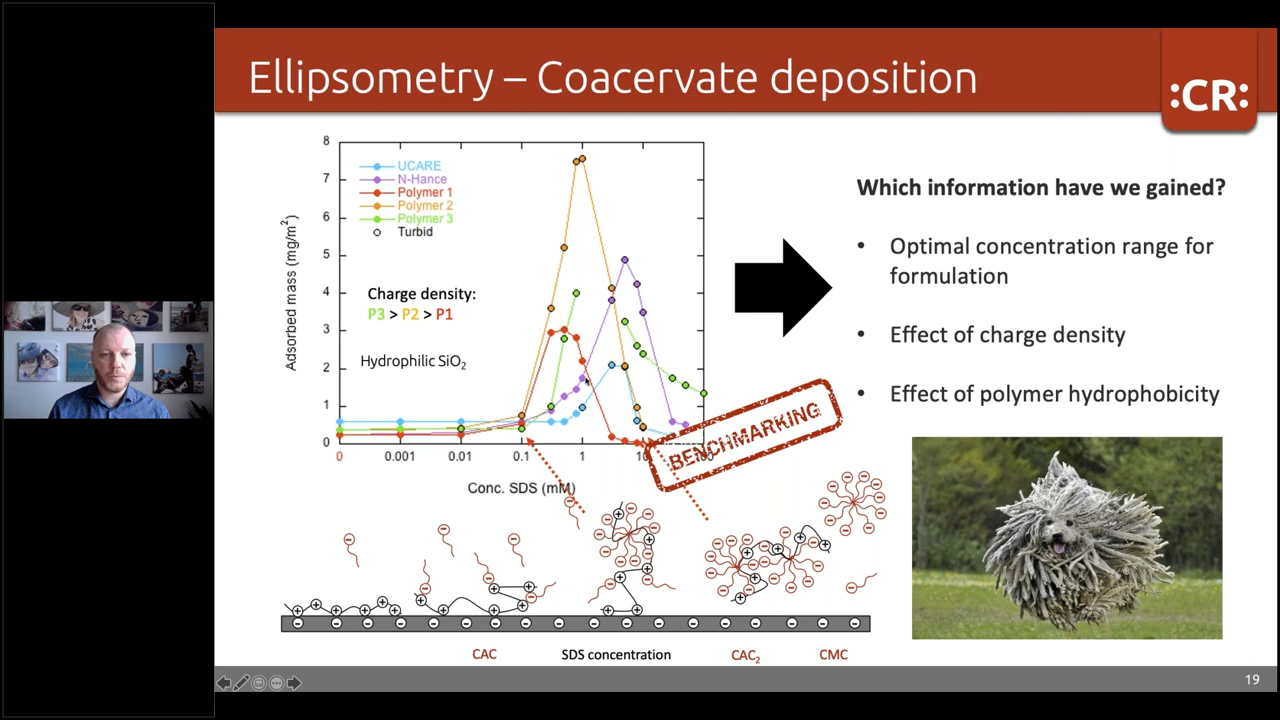 Ellipsometry – Coacervate deposition
:CR:
Which information have we gained?
• Optimal concentration range for
formulation
• Effect of charge density
• Effect of polymer hydrophobicity
8
7
6
5
4
3
2
1
0
Adsorbed mass (mg/m²)
UCARE
N-Hance
Polymer 1
Polymer 2
Polymer 3
Turbid
Charge density:
P3 > P2 > P1
Hydrophilic SiO₂
0 0.001 0.01 0.1 1
Conc. SDS (mM)
BENCHMARKING
CAC SDS concentration CAC₂ CMC
19